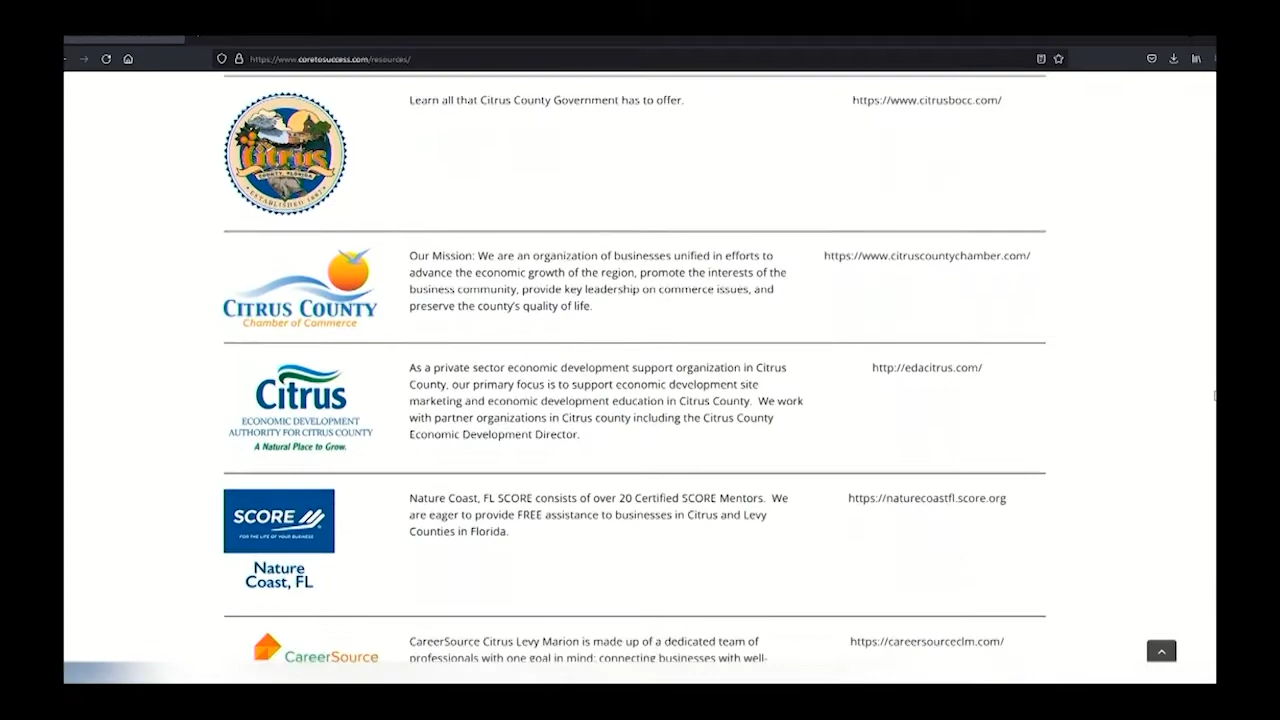 https://www.coretosuccess.com/resources/
Learn all that Citrus County Government has to offer.
https://www.citrusbocc.com/
Citrus
COUNTY, FLORIDA
ESTABLISHED 1887
Our Mission: We are an organization of businesses unified in efforts to
advance the economic growth of the region, promote the interests of the
business community, provide key leadership on commerce issues, and
preserve the county's quality of life.
https://www.citruscountychamber.com/
CITRUS COUNTY
Chamber of Commerce
As a private sector economic development support organization in Citrus
County, our primary focus is to support economic development site
marketing and economic development education in Citrus County.  We work
with partner organizations in Citrus county including the Citrus County
Economic Development Director.
http://edacitrus.com/
Citrus
ECONOMIC DEVELOPMENT
AUTHORITY FOR CITRUS COUNTY
A Natural Place to Grow.
Nature Coast, FL SCORE consists of over 20 Certified SCORE Mentors.  We
are eager to provide FREE assistance to businesses in Citrus and Levy
Counties in Florida.
https://naturecoastfl.score.org
SCORE
FOR THE LIFE OF YOUR BUSINESS
Nature
Coast, FL
CareerSource
CareerSource Citrus Levy Marion is made up of a dedicated team of
professionals with one goal in mind: connecting businesses with well-
https://careersourceclm.com/